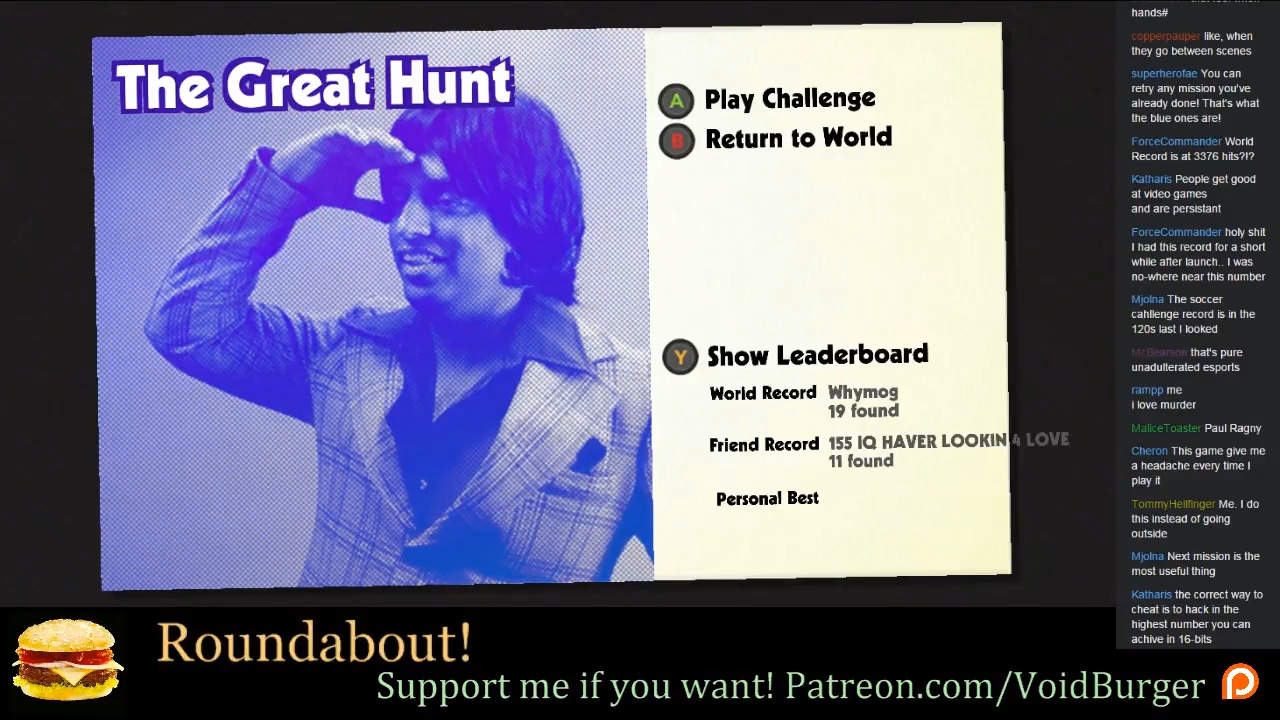 The Great Hunt
A Play Challenge
B Return to World
Y Show Leaderboard
World Record Whymog
19 found
Friend Record 155 IQ HAVER LOOKIN 4 LOVE
11 found
Personal Best
hands#
copperpauper like, when
they go between scenes
superherofae You can
retry any mission you've
already done! That's what
the blue ones are!
ForceCommander World
Record is at 3376 hits?!?
Katharis People get good
at video games
and are persistant
ForceCommander holy shit
I had this record for a short
while after launch.. I was
no-where near this number
Mjolna The soccer
cahllenge record is in the
120s last I looked
McBearson that's pure
unadulterated esports
rampp me
i love murder
MaliceToaster Paul Ragny
Cheron This game give me
a headache every time I
play it
TommyHellfinger Me. I do
this instead of going
outside
Mjolna Next mission is the
most useful thing
Katharis the correct way to
cheat is to hack in the
highest number you can
achive in 16-bits
Roundabout!
Support me if you want! Patreon.com/VoidBurger